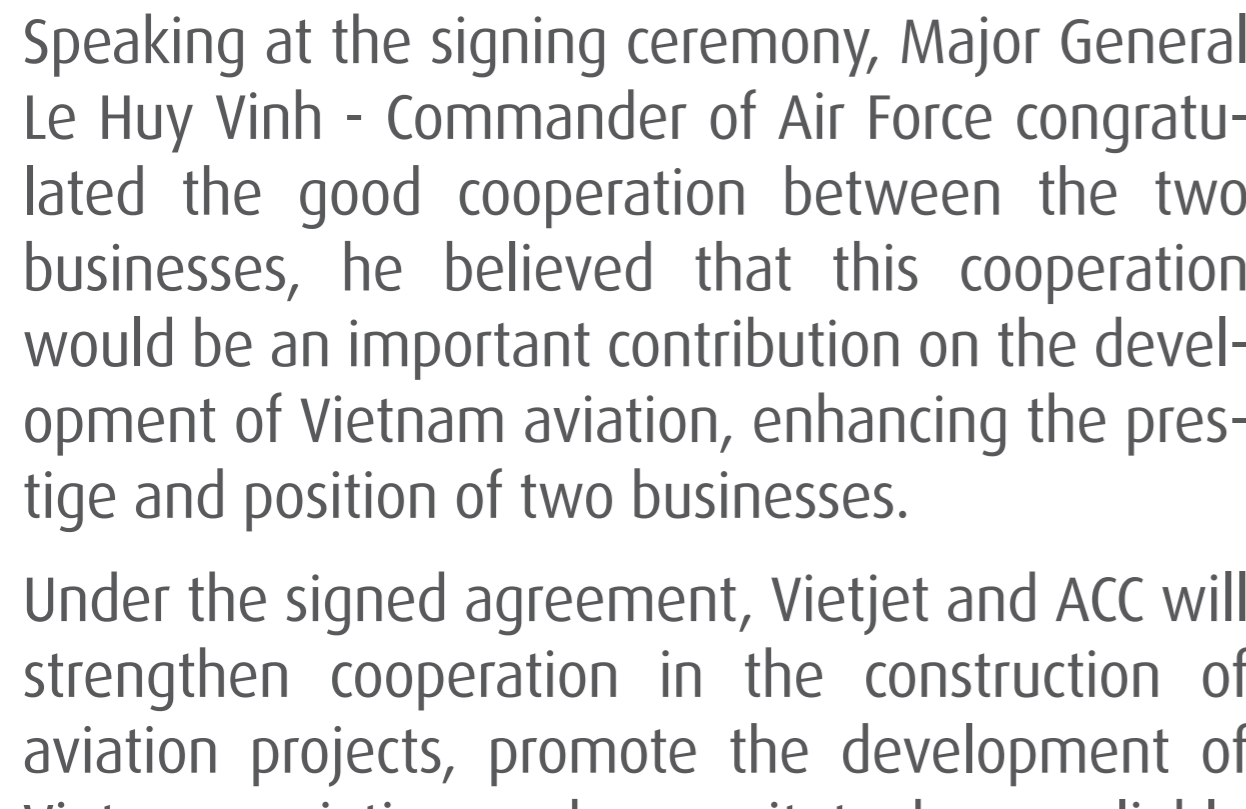 Speaking at the signing ceremony, Major General
Le Huy Vinh - Commander of Air Force congratu-
lated the good cooperation between the two
businesses, he believed that this cooperation
would be an important contribution on the devel-
opment of Vietnam aviation, enhancing the pres-
tige and position of two businesses.
Under the signed agreement, Vietjet and ACC will
strengthen cooperation in the construction of
aviation projects, promote the development of